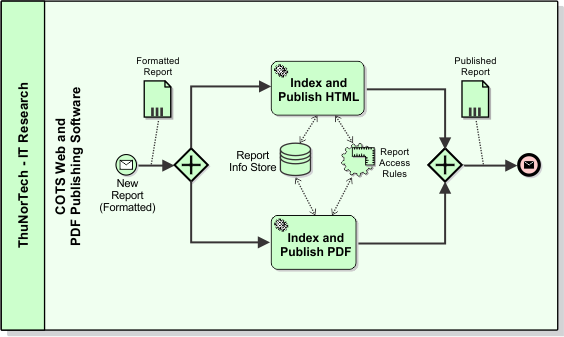 ThuNorTech - IT Research
COTS Web and
PDF Publishing Software
Formatted
Report
New
Report
(Formatted)
Index and
Publish HTML
Report
Info Store
Report
Access
Rules
Index and
Publish PDF
Published
Report